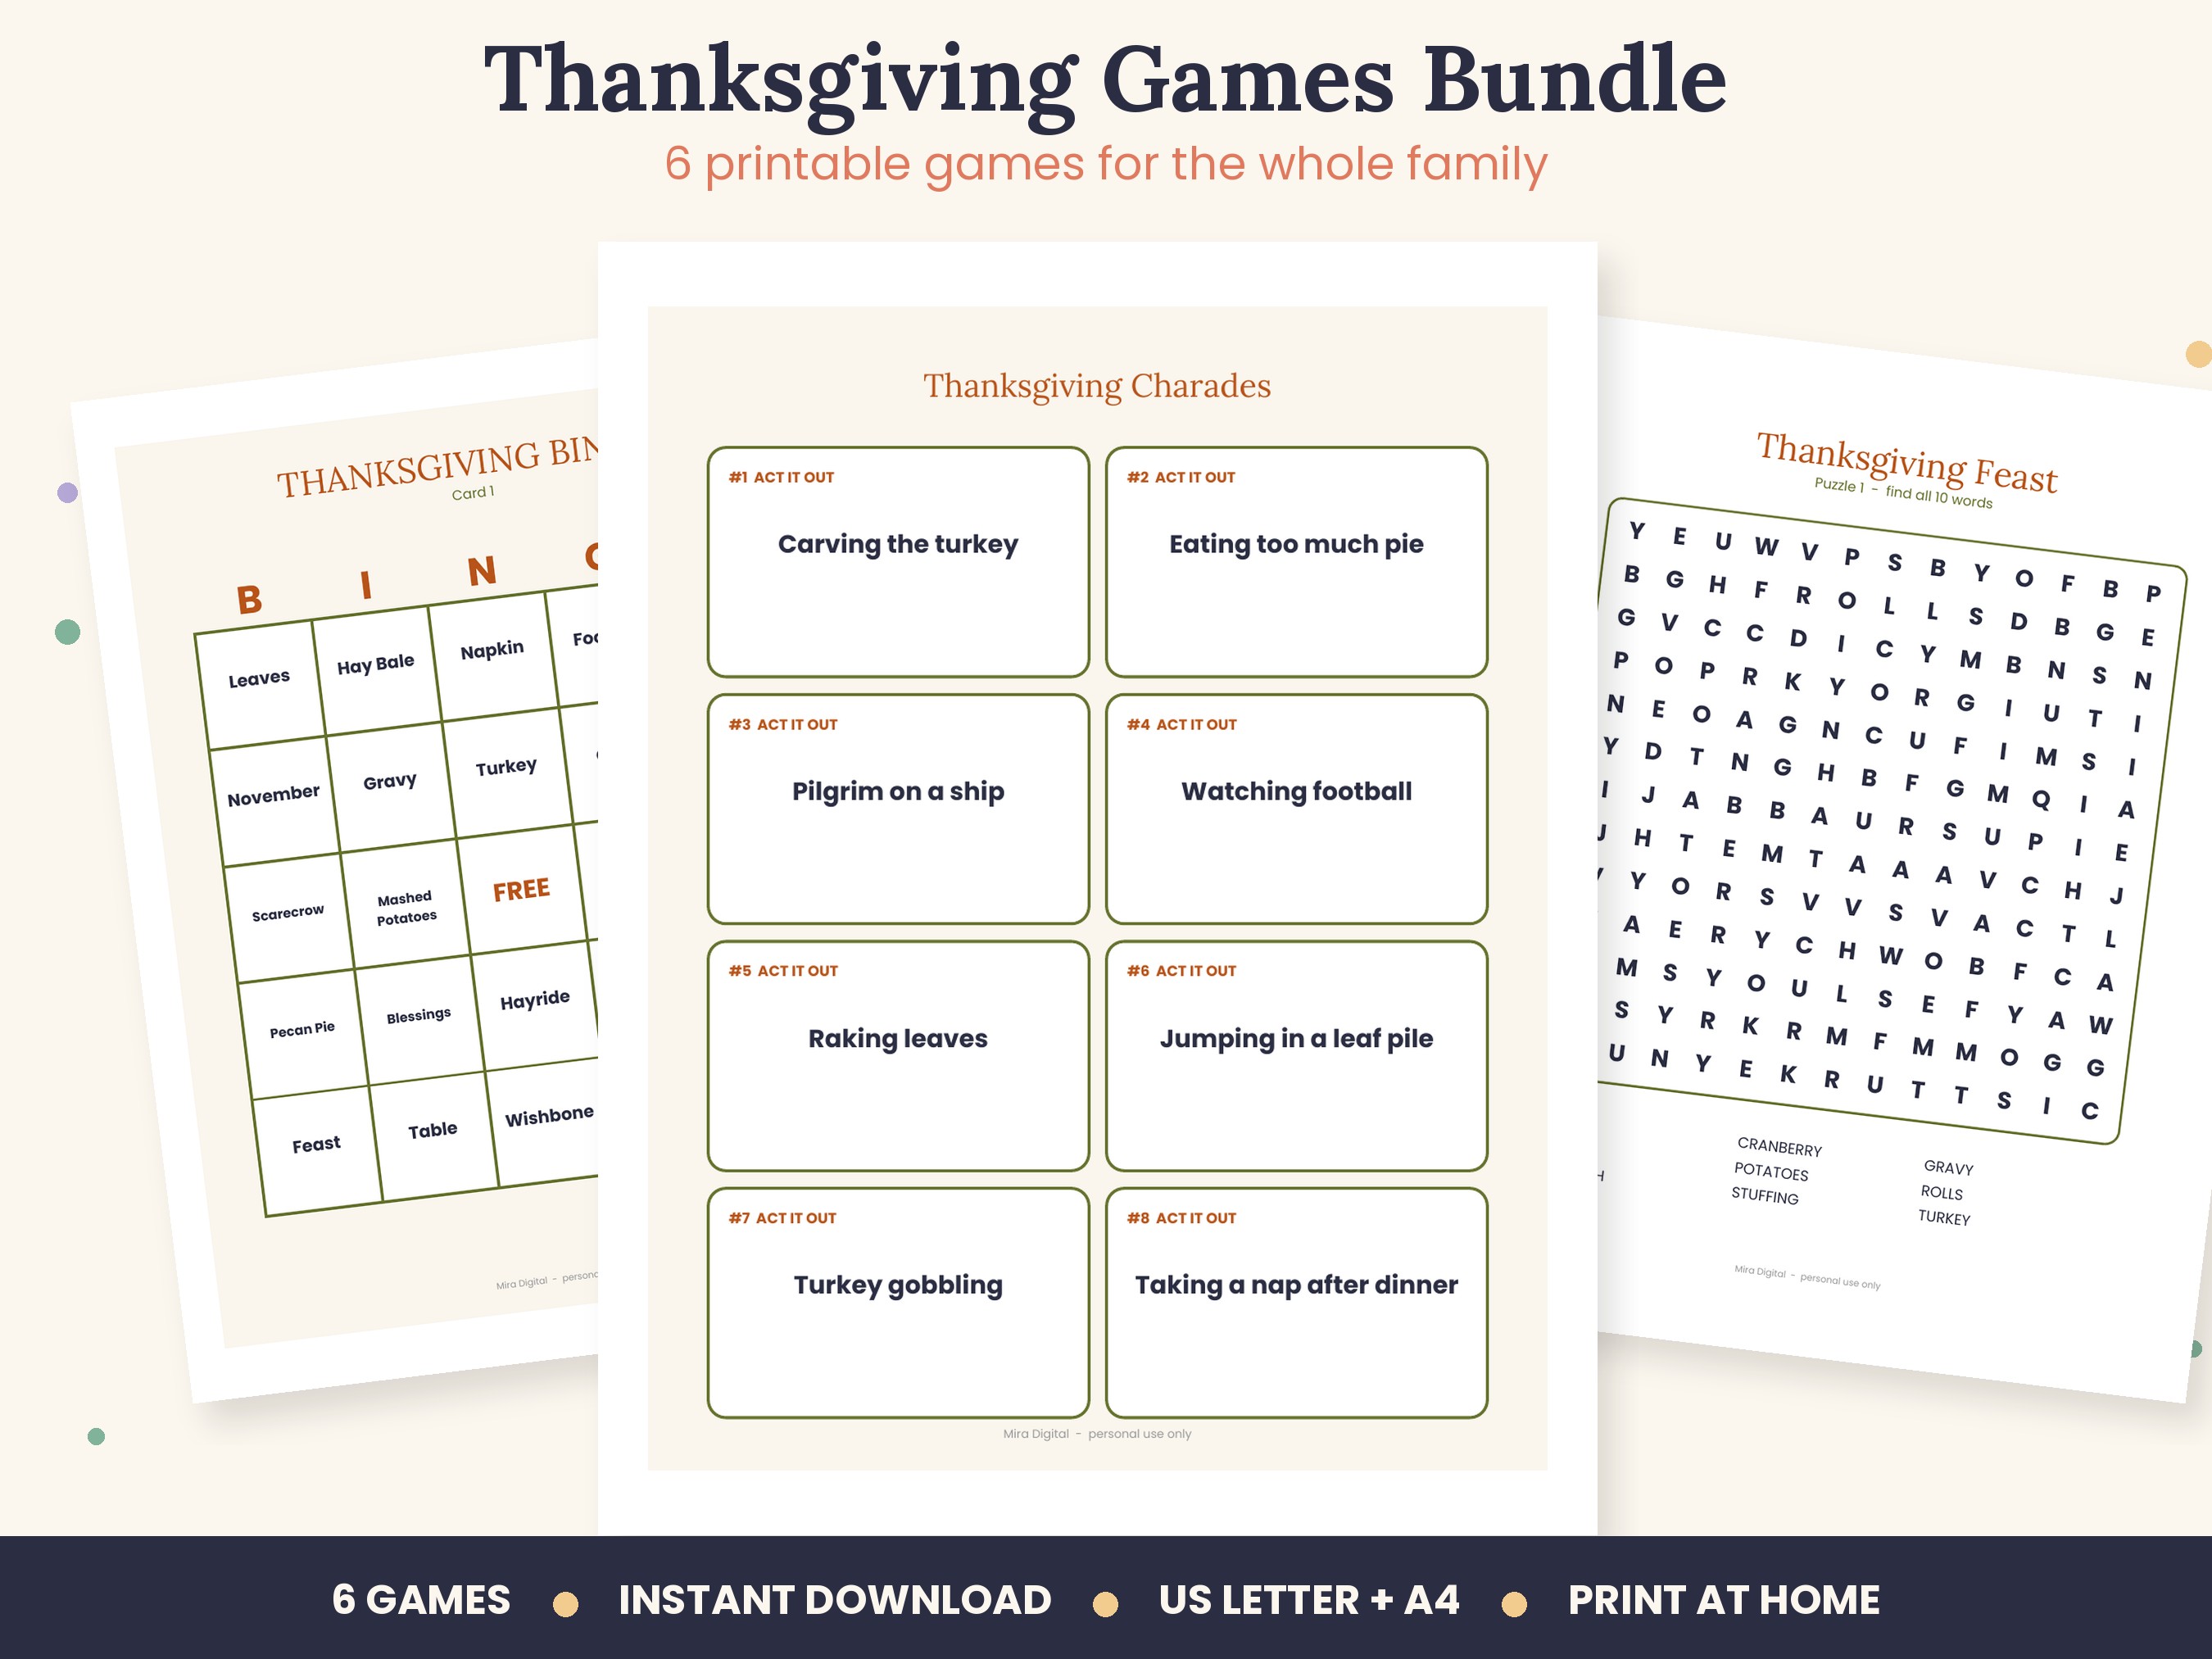 Thanksgiving Games Bundle
6 printable games for the whole family
THANKSGIVING BIN
Card 1
B I N
Leaves Hay Bale Napkin
November Gravy Turkey
Scarecrow Mashed Potatoes FREE
Pecan Pie Blessings Hayride
Feast Table Wishbone
Mira Digital - persona
Thanksgiving Charades
#1 ACT IT OUT
Carving the turkey
#2 ACT IT OUT
Eating too much pie
#3 ACT IT OUT
Pilgrim on a ship
#4 ACT IT OUT
Watching football
#5 ACT IT OUT
Raking leaves
#6 ACT IT OUT
Jumping in a leaf pile
#7 ACT IT OUT
Turkey gobbling
#8 ACT IT OUT
Taking a nap after dinner
Mira Digital - personal use only
Thanksgiving Feast
Puzzle 1 - find all 10 words
Y E U W V P S B Y O F B P
B G H F R O L L S D B G E
G V C C D I C Y M B N S N
P O P R K Y O R G I U T I
N E O A G N C U F I M S I
Y D T N G H B F G M Q I A
I J A B B A U R S U P I E
J H T E M T A A A V C H J
Y O R S V V S V A C T L
A E R Y C H W O B F C A
M S Y O U L S E F Y A W
S Y R K R M F M M O G G
U N Y E K R U T T S I C
CRANBERRY
POTATOES
STUFFING
GRAVY
ROLLS
TURKEY
Mira Digital - personal use only
6 GAMES INSTANT DOWNLOAD US LETTER + A4 PRINT AT HOME